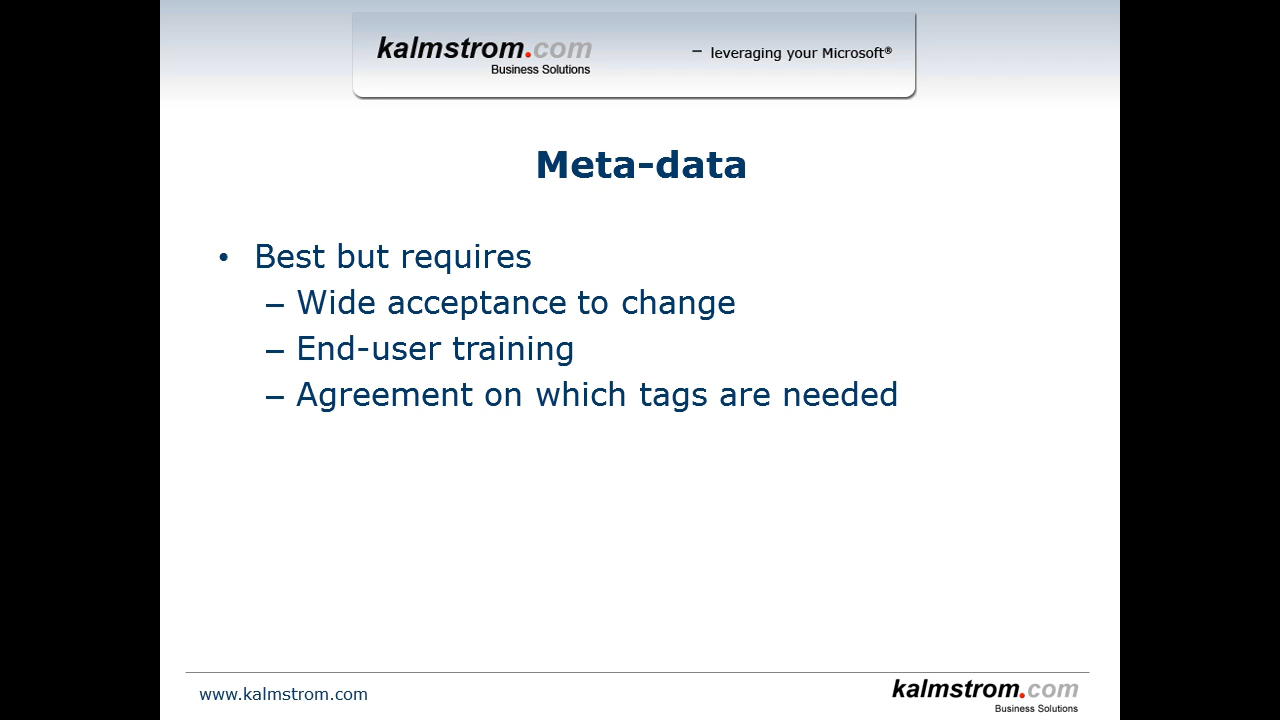 kalmstrom.com
– leveraging your Microsoft®
Business Solutions
Meta-data
• Best but requires
– Wide acceptance to change
– End-user training
– Agreement on which tags are needed
www.kalmstrom.com
kalmstrom.com
Business Solutions